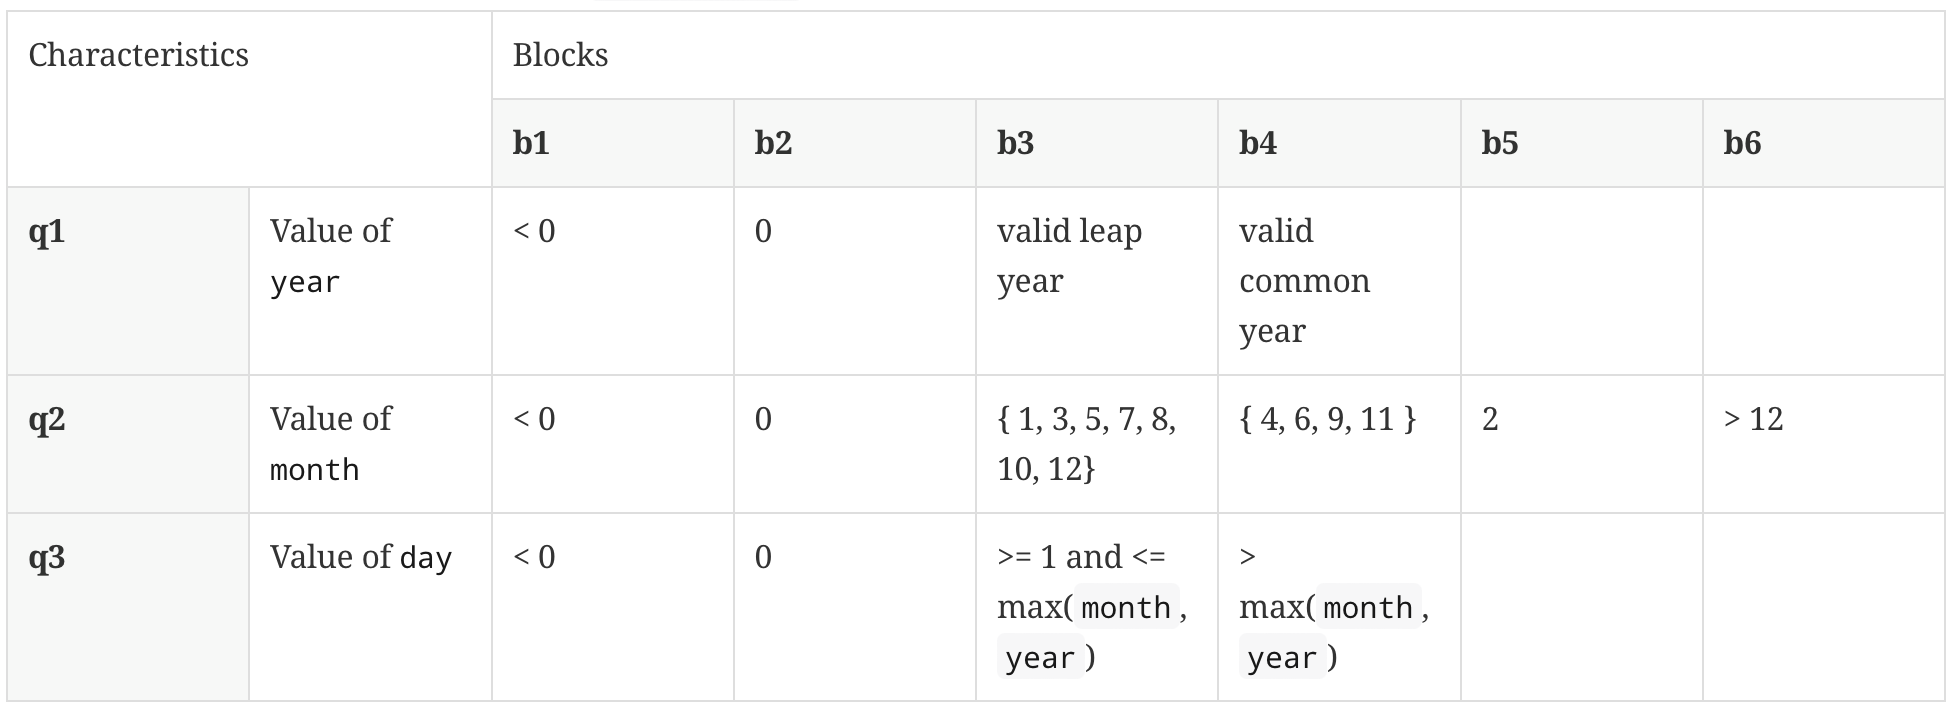 Characteristics
Blocks
b1
b2
b3
b4
b5
b6
q1
Value of
year
< 0
0
valid leap
year
valid
common
year
q2
Value of
month
< 0
0
{ 1, 3, 5, 7, 8,
10, 12}
{ 4, 6, 9, 11 }
2
> 12
q3
Value of day
< 0
0
>= 1 and <=
max( month ,
year )
>
max( month ,
year )